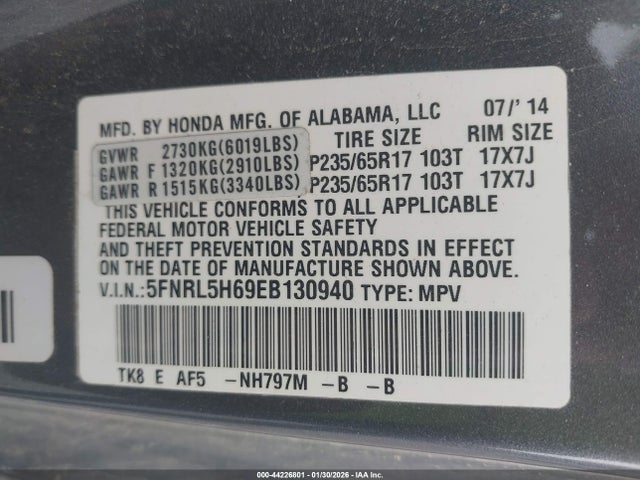 MFD. BY HONDA MFG. OF ALABAMA, LLC 07/'14
TIRE SIZE RIM SIZE
GVWR 2730KG(6019LBS)
GAWR F 1320KG(2910LBS) P235/65R17 103T 17X7J
GAWR R 1515KG(3340LBS) P235/65R17 103T 17X7J
THIS VEHICLE CONFORMS TO ALL APPLICABLE
FEDERAL MOTOR VEHICLE SAFETY
AND THEFT PREVENTION STANDARDS IN EFFECT
ON THE DATE OF MANUFACTURE SHOWN ABOVE.
V.I.N.:5FNRL5H69EB130940 TYPE: MPV
TK8 E AF5 -NH797M -B -B
000-44226801 - 01/30/2026 - IAA Inc.